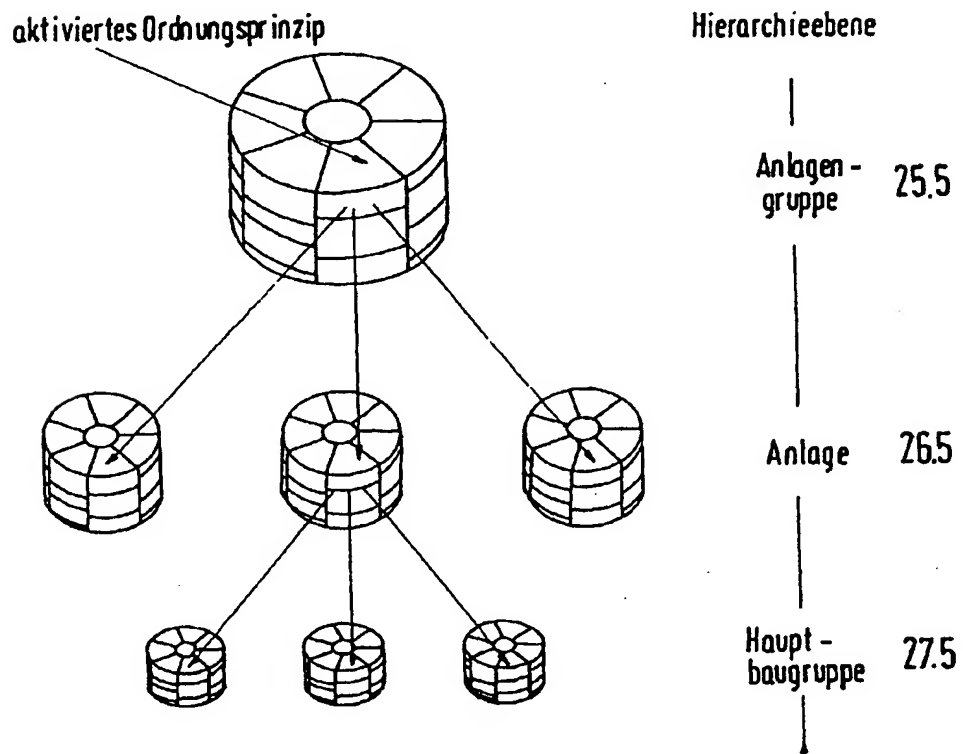 aktiviertes Ordnungsprinzip
Hierarchieebene
Anlagen-
gruppe 25.5
Anlage 26.5
Haupt-
baugruppe 27.5